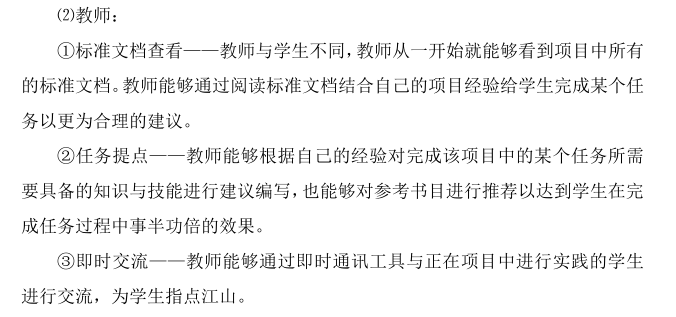 ⑵教师：
①标准文档查看——教师与学生不同，教师从一开始就能够看到项目中所有
的标准文档。教师能够通过阅读标准文档结合自己的项目经验给学生完成某个任
务以更为合理的建议。
②任务提点——教师能够根据自己的经验对完成该项目中的某个任务所需
要具备的知识与技能进行建议编写，也能够对参考书目进行推荐以达到学生在完
成任务过程中事半功倍的效果。
③即时交流——教师能够通过即时通讯工具与正在项目中进行实践的学生
进行交流，为学生指点江山。